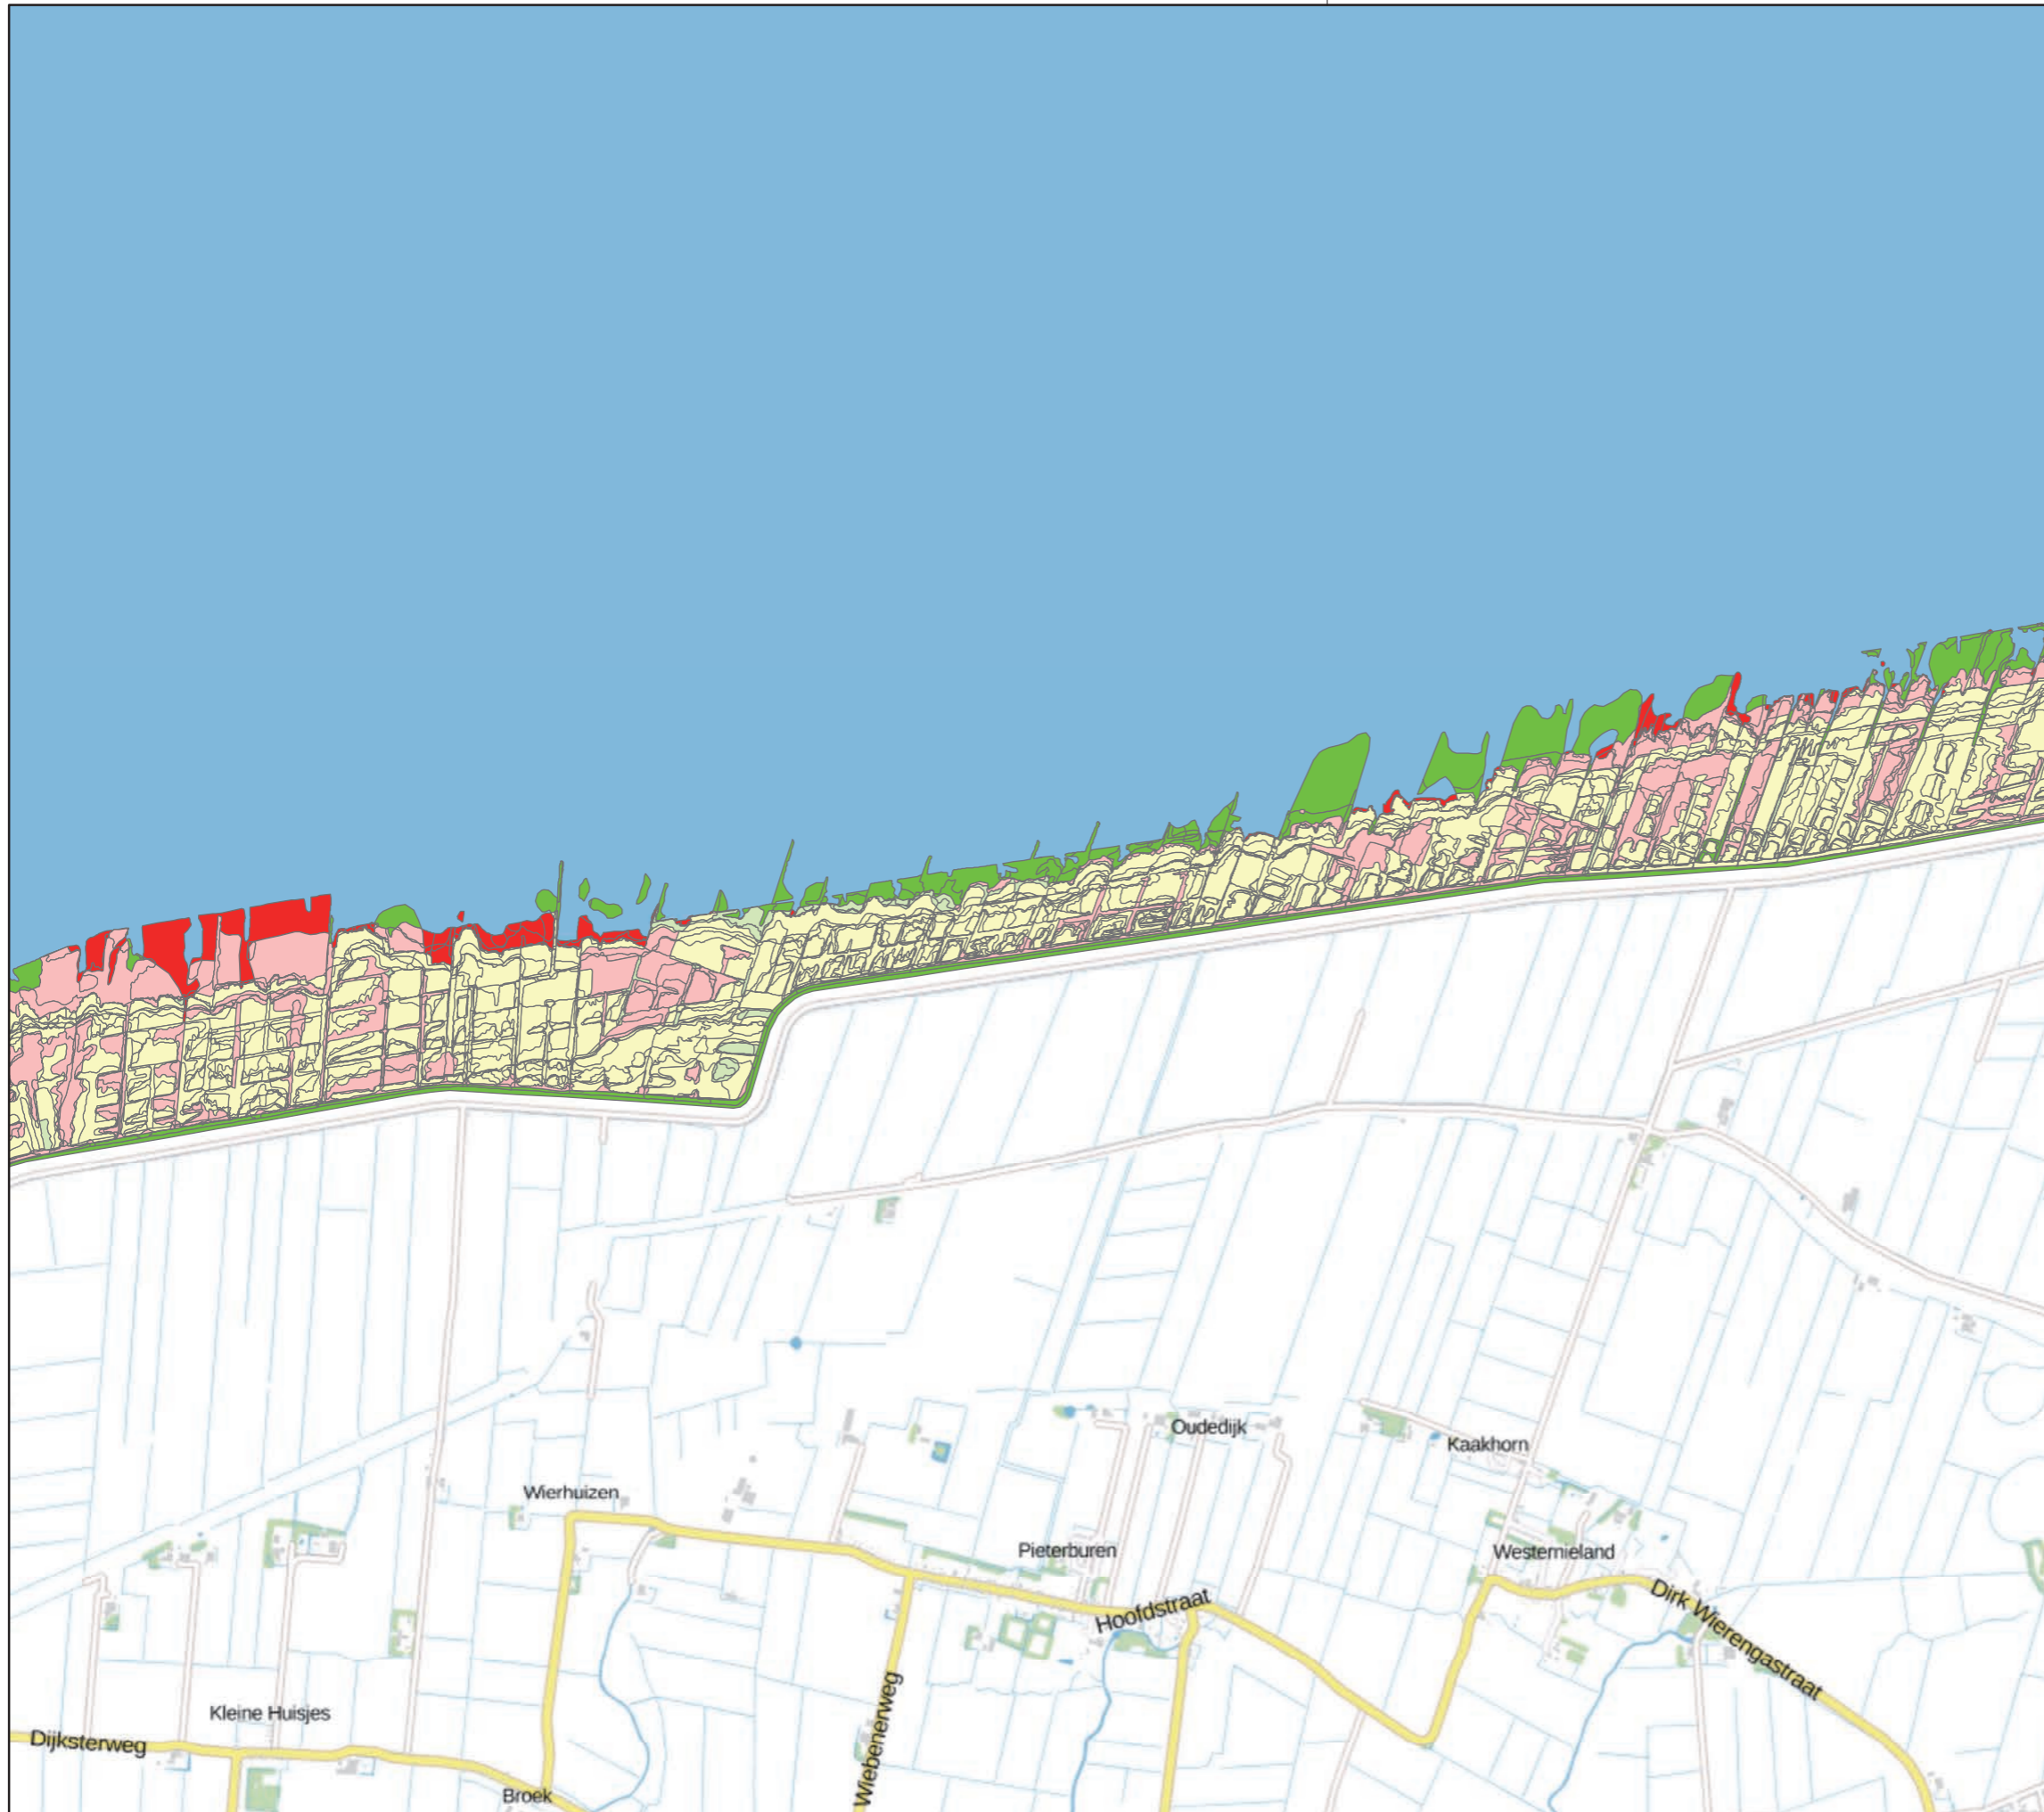 Oudedijk
Kaakhorn
Wierhuizen
Pieterburen
Westernieland
Hoofdstraat
Dirk Wierengastraat
Wiebenerweg
Kleine Huisjes
Dijksterweg
Broek